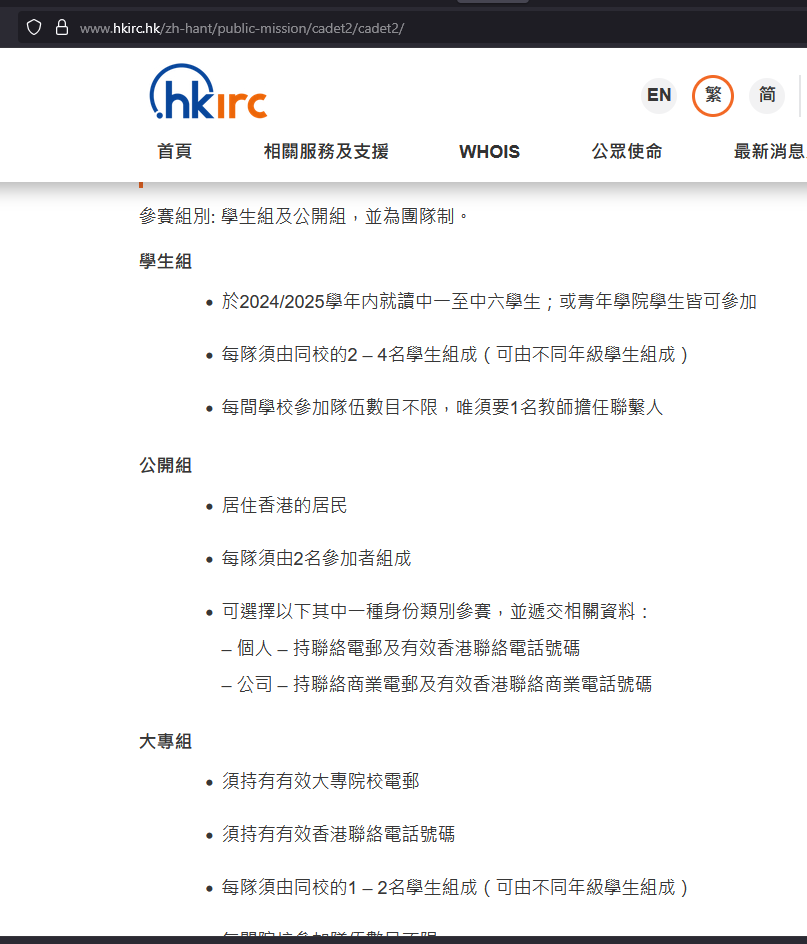 www.hkirc.hk/zh-hant/public-mission/cadet2/cadet2/
.hkirc
EN 繁 简
首頁 相關服務及支援 WHOIS 公眾使命 最新消息
參賽組別: 學生組及公開組，並為團隊制。
學生組
• 於2024/2025學年内就讀中一至中六學生；或青年學院學生皆可參加
• 每隊須由同校的2 – 4名學生組成（可由不同年級學生組成）
• 每間學校參加隊伍數目不限，唯須要1名教師擔任聯繫人
公開組
• 居住香港的居民
• 每隊須由2名參加者組成
• 可選擇以下其中一種身份類別參賽，並遞交相關資料：
– 個人 – 持聯絡電郵及有效香港聯絡電話號碼
– 公司 – 持聯絡商業電郵及有效香港聯絡商業電話號碼
大專組
• 須持有有效大專院校電郵
• 須持有有效香港聯絡電話號碼
• 每隊須由同校的1 – 2名學生組成（可由不同年級學生組成）